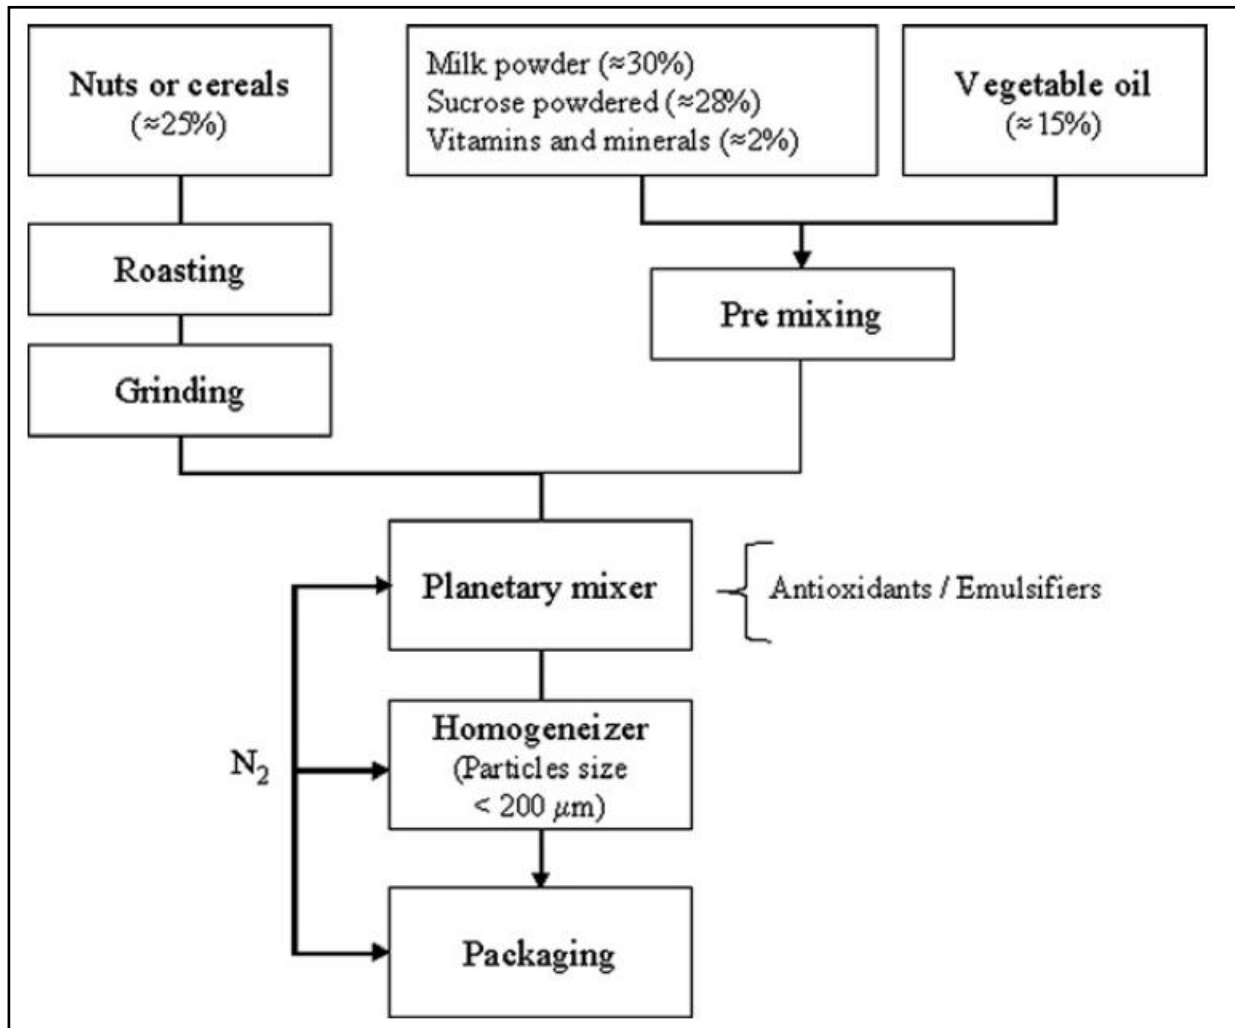 Nuts or cereals
(≈25%)
Milk powder (≈30%)
Sucrose powdered (≈28%)
Vitamins and minerals (≈2%)
Vegetable oil
(≈15%)
Roasting
Pre mixing
Grinding
Planetary mixer
Antioxidants / Emulsifiers
Homogeneizer
(Particles size
< 200 µm)
N₂
Packaging